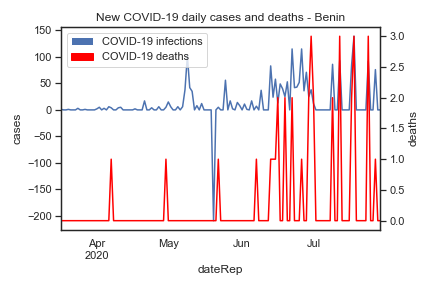 New COVID-19 daily cases and deaths - Benin
COVID-19 infections
COVID-19 deaths
150
100
50
0
−50
−100
−150
−200
cases
3.0
2.5
2.0
1.5
1.0
0.5
0.0
deaths
Apr
2020
May
Jun
Jul
dateRep